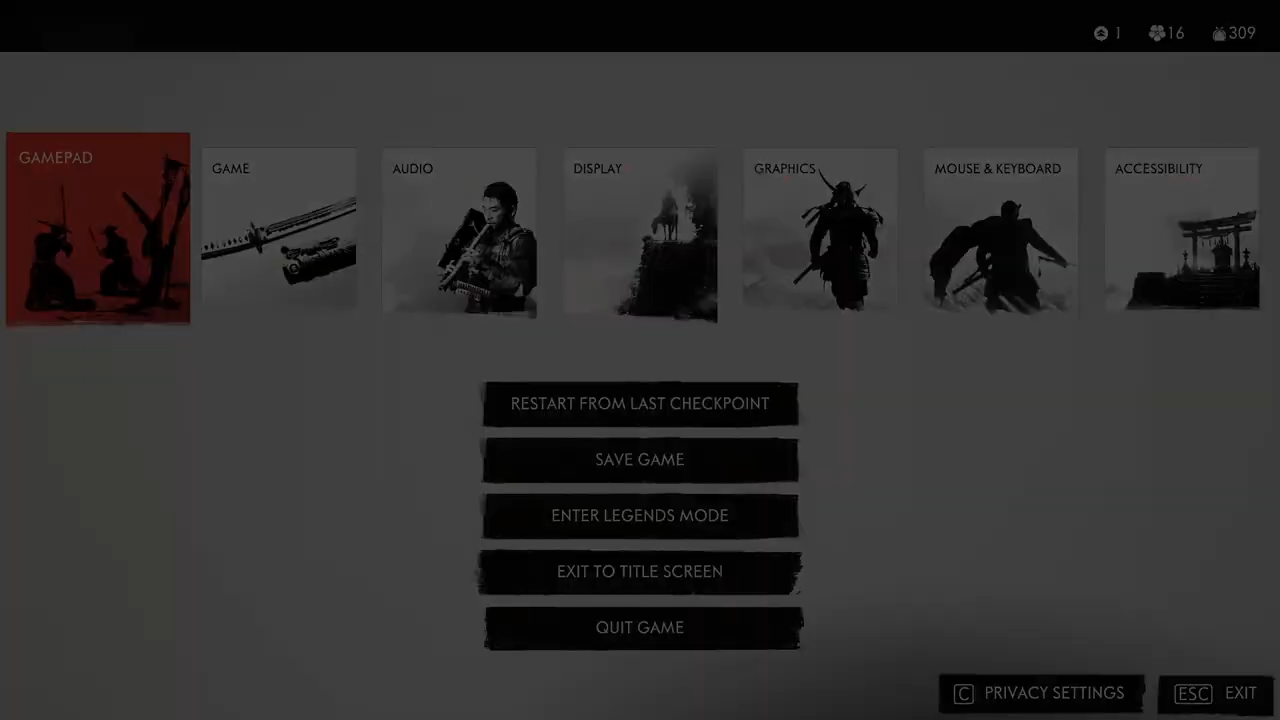 1 16 309
GAMEPAD
GAME
AUDIO
DISPLAY
GRAPHICS
MOUSE & KEYBOARD
ACCESSIBILITY
RESTART FROM LAST CHECKPOINT
SAVE GAME
ENTER LEGENDS MODE
EXIT TO TITLE SCREEN
QUIT GAME
C PRIVACY SETTINGS
ESC EXIT